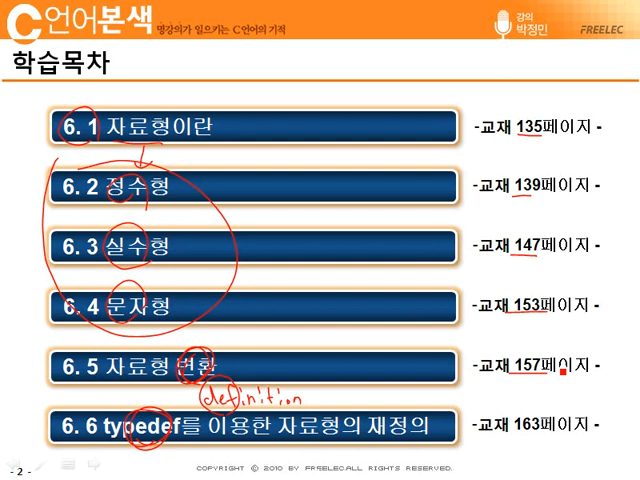 C언어본색 명강의가 일으키는 C언어의 기적
강의
박정민
FREELEC
학습목차
6. 1 자료형이란 -교재 135페이지 -
6. 2 정수형 -교재 139페이지 -
6. 3 실수형 -교재 147페이지 -
6. 4 문자형 -교재 153페이지 -
6. 5 자료형 변환 -교재 157페이지 -
definition
6. 6 typedef를 이용한 자료형의 재정의 -교재 163페이지 -
- 2 - COPYRIGHT ⓒ 2010 BY FREELEC.ALL RIGHTS RESERVED.